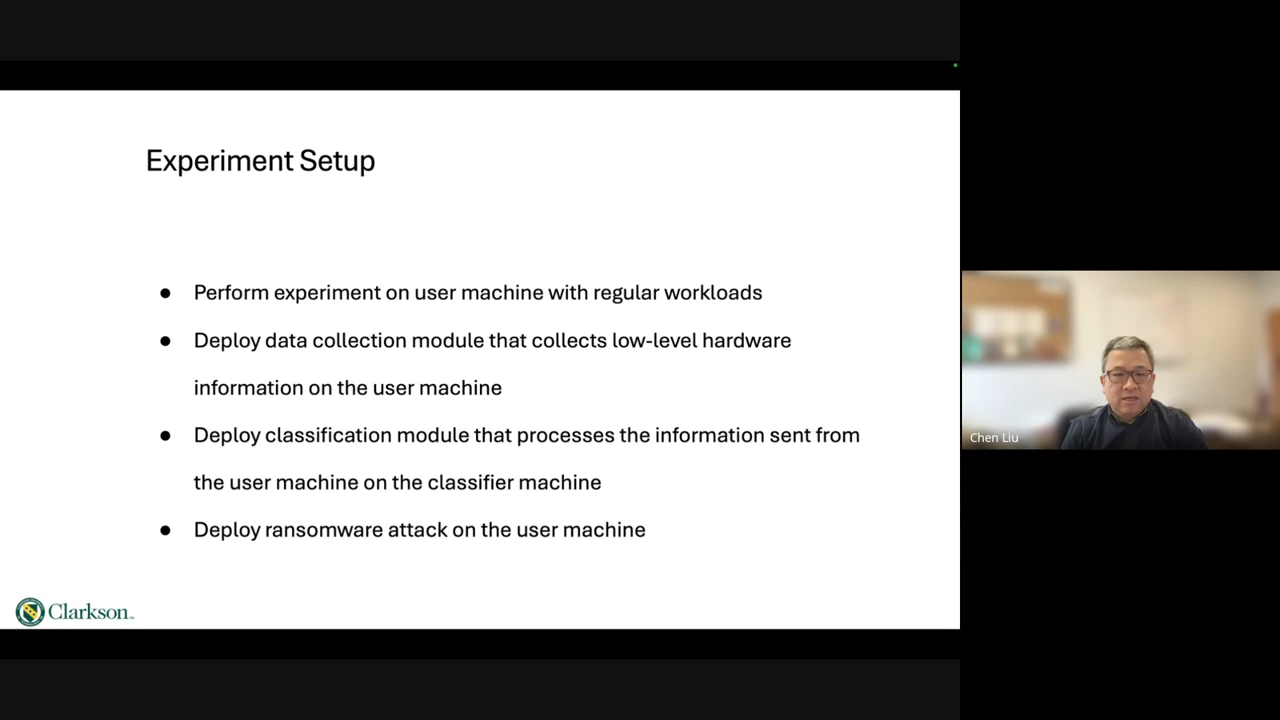 Experiment Setup
● Perform experiment on user machine with regular workloads
● Deploy data collection module that collects low-level hardware
information on the user machine
● Deploy classification module that processes the information sent from
the user machine on the classifier machine
● Deploy ransomware attack on the user machine
Clarkson
Chen Liu